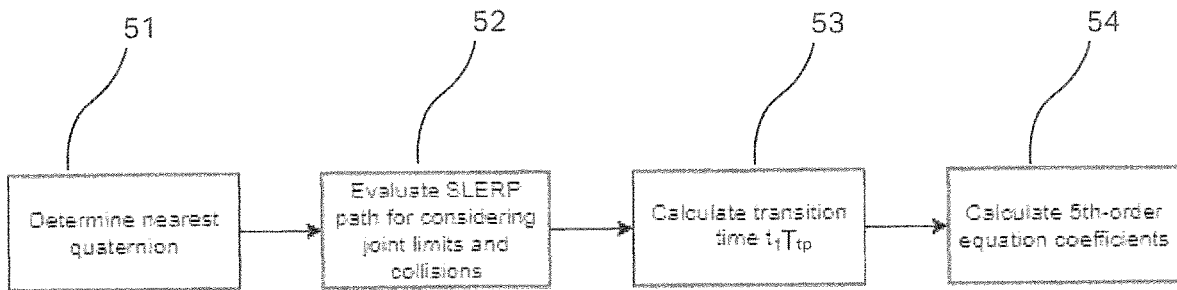 51
52
53
54
Determine nearest
quaternion
Evaluate SLERP
path for considering
joint limits and
collisions
Calculate transition
time t₁T_tp
Calculate 5th-order
equation coefficients